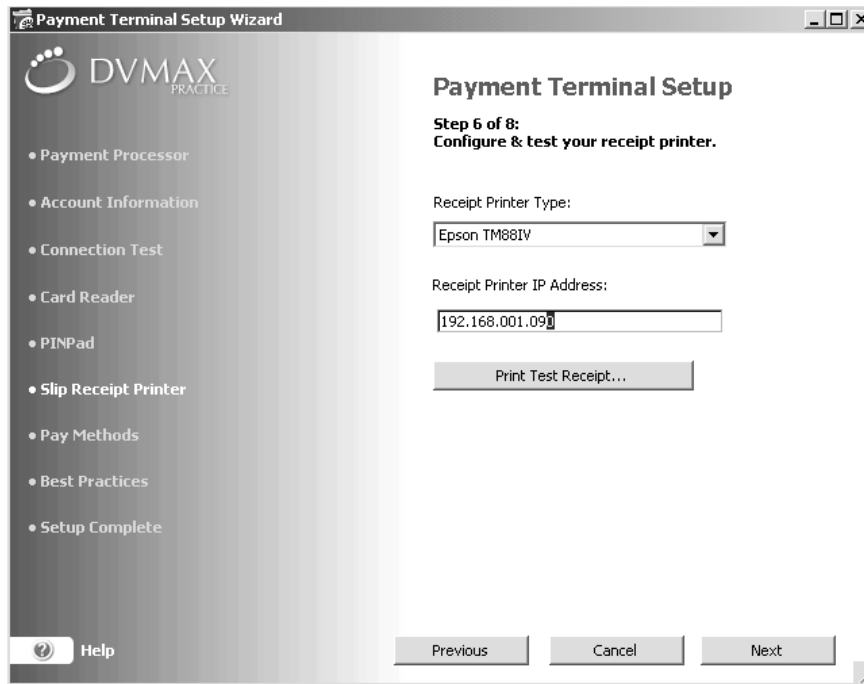 Payment Terminal Setup Wizard
DVMAX
PRACTICE
• Payment Processor
• Account Information
• Connection Test
• Card Reader
• PINPad
• Slip Receipt Printer
• Pay Methods
• Best Practices
• Setup Complete
? Help
Payment Terminal Setup
Step 6 of 8:
Configure & test your receipt printer.
Receipt Printer Type:
Epson TM88IV
Receipt Printer IP Address:
192.168.001.090
Print Test Receipt...
Previous
Cancel
Next